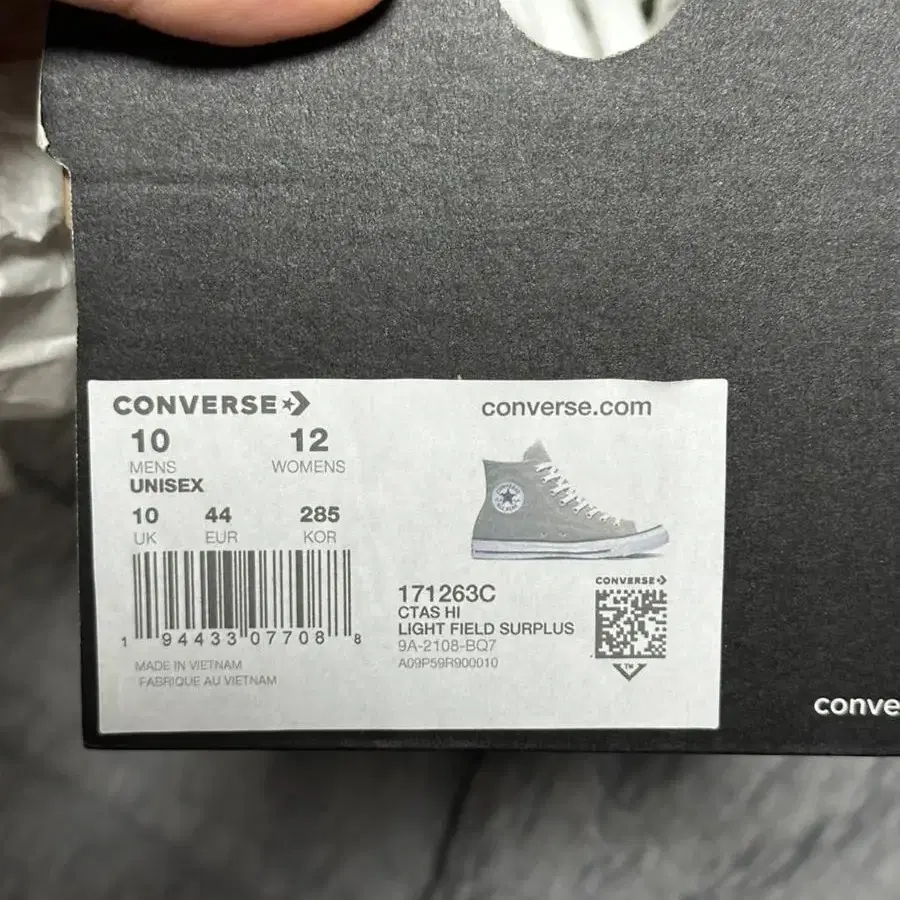 CONVERSE
converse.com
10 12
MENS WOMENS
UNISEX
10 44 285
UK EUR KOR
1 94433 07708 8
MADE IN VIETNAM
FABRIQUE AU VIETNAM
171263C
CTAS HI
LIGHT FIELD SURPLUS
9A-2108-BQ7
A09P59R900010
CONVERSE
TM
conve